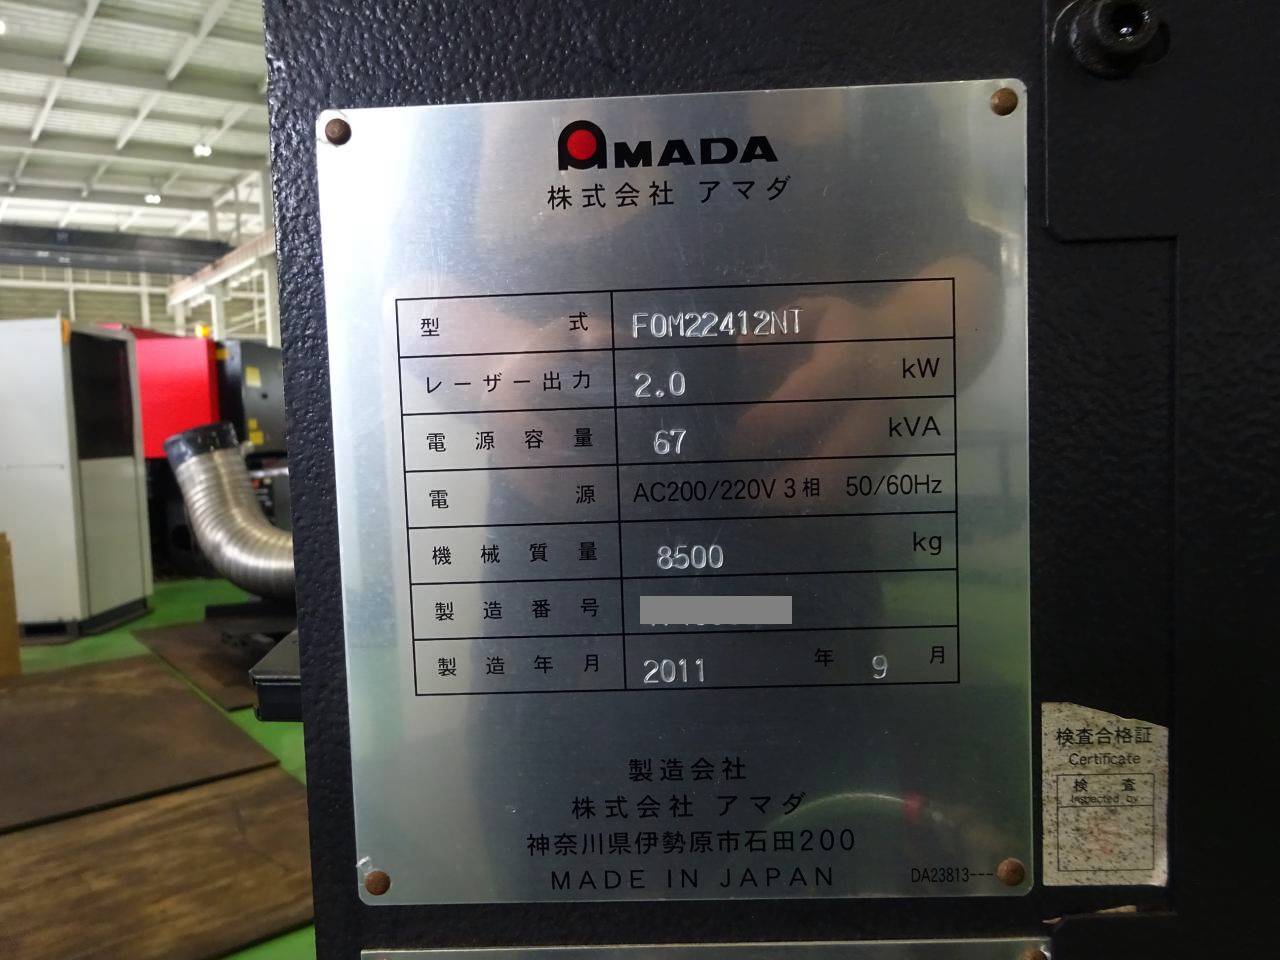 AMADA
株式会社 アマダ
型式 FOM22412NT
レーザー出力 2.0 kW
電源容量 67 kVA
電源 AC200/220V 3相 50/60Hz
機械質量 8500 kg
製造番号
製造年月 2011 年 9 月
製造会社
株式会社 アマダ
神奈川県伊勢原市石田200
MADE IN JAPAN
DA23813---
検査合格証
Certificate
検査
Inspected by